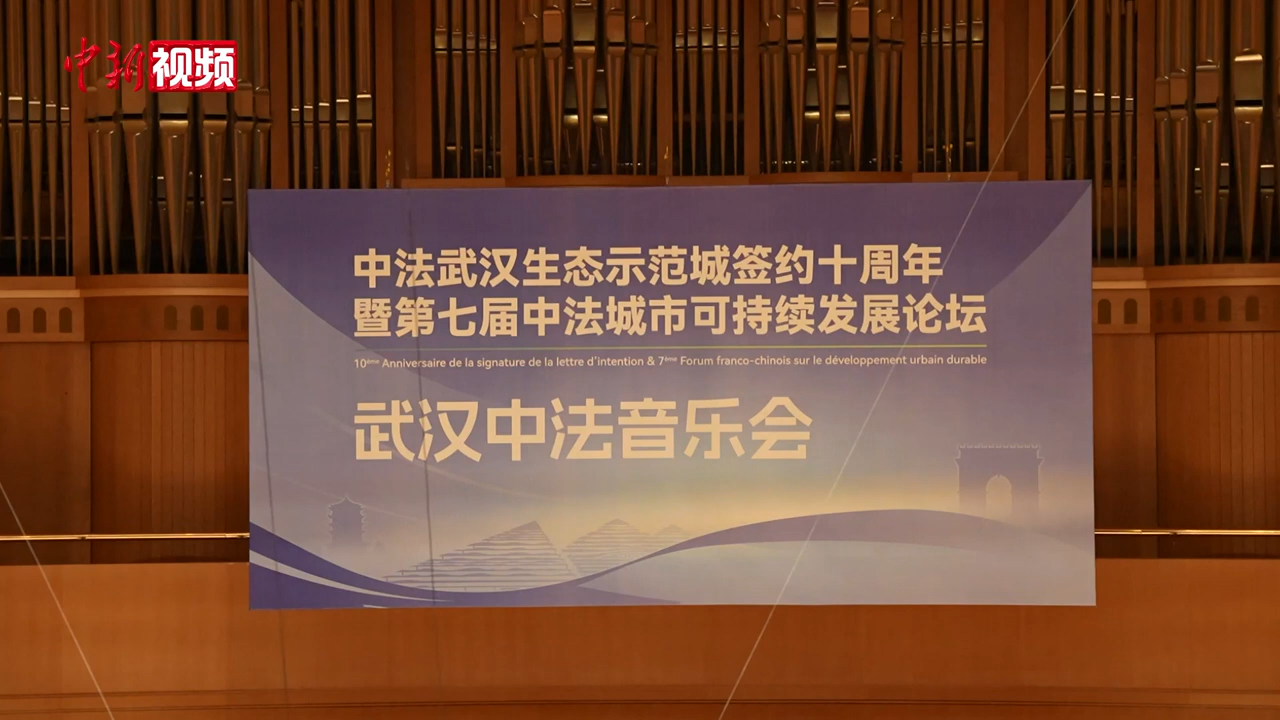 中新视频
中法武汉生态示范城签约十周年
暨第七届中法城市可持续发展论坛
10ème Anniversaire de la signature de la lettre d'intention & 7ème Forum franco-chinois sur le développement urbain durable
武汉中法音乐会